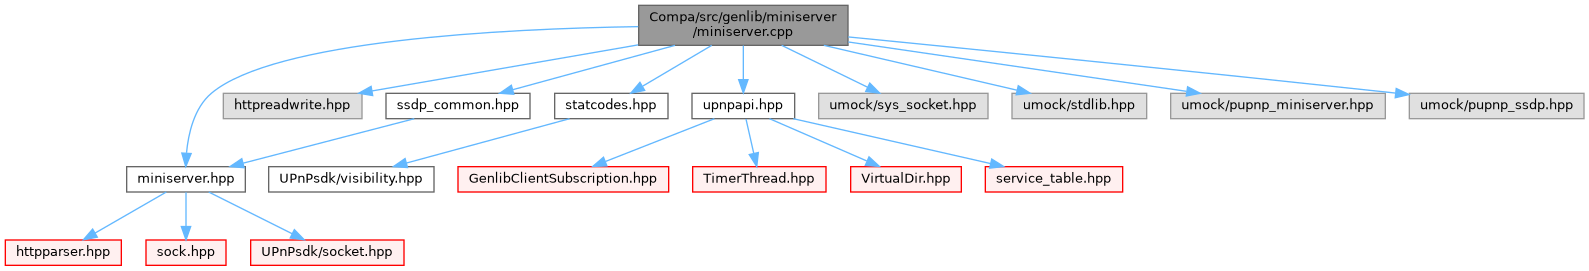 Compa/src/genlib/miniserver
/miniserver.cpp
httpreadwrite.hpp
ssdp_common.hpp
statcodes.hpp
upnpapi.hpp
umock/sys_socket.hpp
umock/stdlib.hpp
umock/pupnp_miniserver.hpp
umock/pupnp_ssdp.hpp
miniserver.hpp
UPnPsdk/visibility.hpp
GenlibClientSubscription.hpp
TimerThread.hpp
VirtualDir.hpp
service_table.hpp
httpparser.hpp
sock.hpp
UPnPsdk/socket.hpp